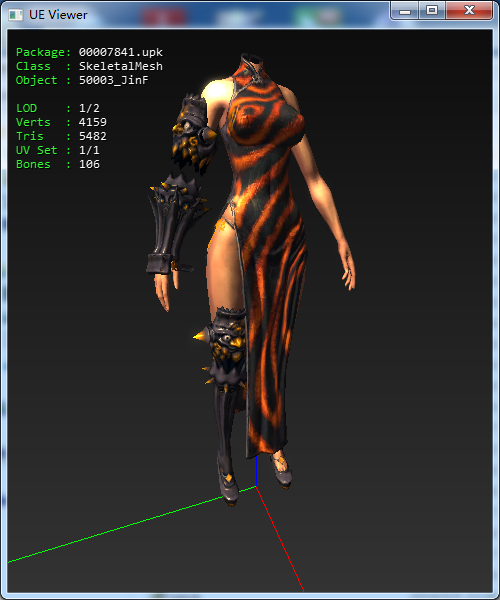 UE Viewer
Package: 00007841.upk
Class  : SkeletalMesh
Object : 50003_JinF
LOD    : 1/2
Verts  : 4159
Tris   : 5482
UV Set : 1/1
Bones  : 106